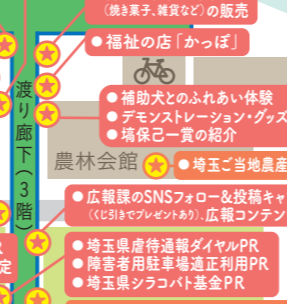 （焼き菓子、雑貨など）の販売
●福祉の店「かっぽ」
●補助犬とのふれあい体験
●デモンストレーション・グッズ
●塙保己一賞の紹介
渡り廊下（3階）
農林会館
●埼玉ご当地農産
●広報課のSNSフォロー&投稿キャ
（くじ引きでプレゼントあり）、広報コンテン
●埼玉県虐待通報ダイヤルPR
●障害者用駐車場適正利用PR
●埼玉県シラコバト基金PR
R
定